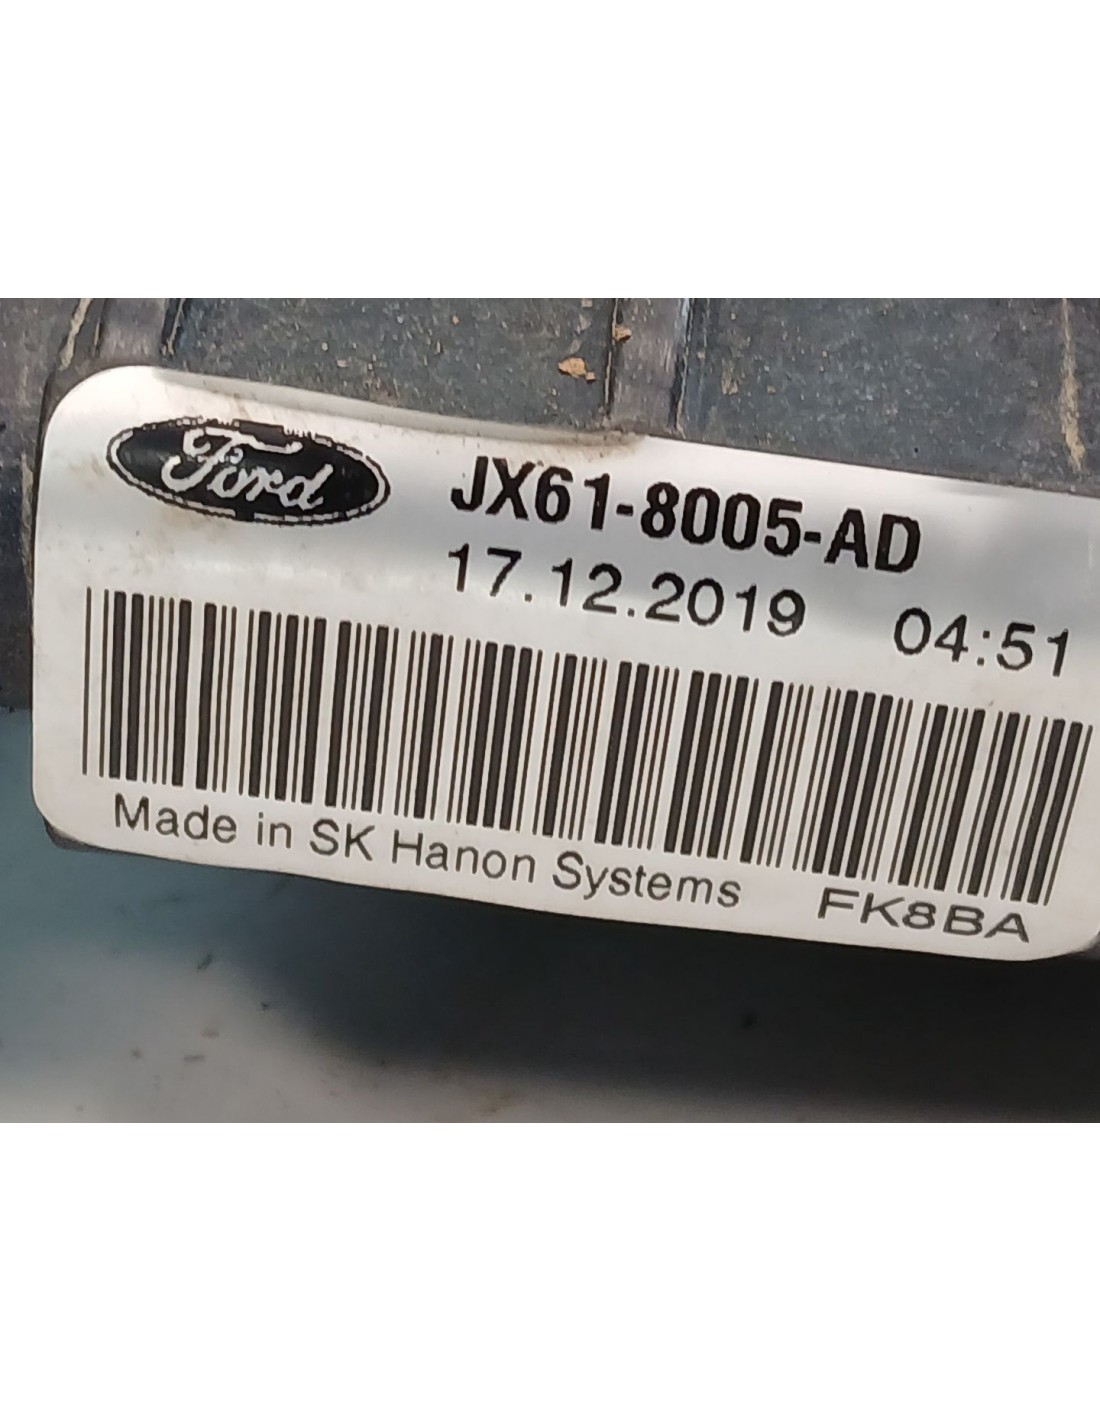 Ford
JX61-8005-AD
17.12.2019 04:51
Made in SK Hanon Systems FK8BA